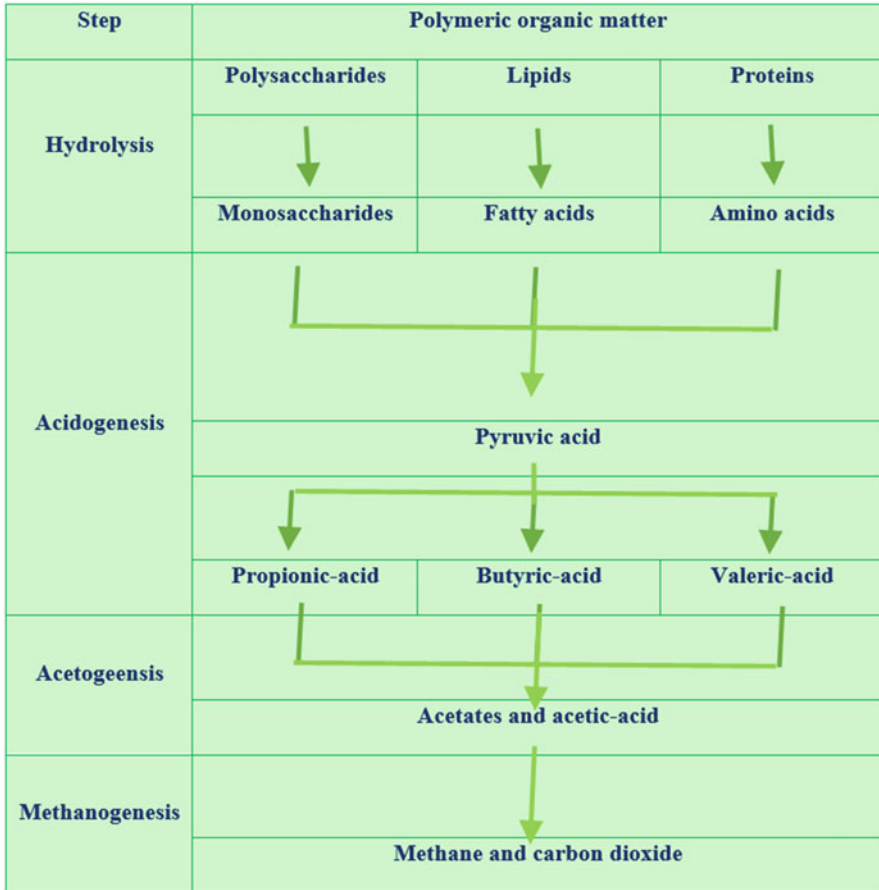 Step
Polymeric organic matter
Polysaccharides
Lipids
Proteins
Hydrolysis
Monosaccharides
Fatty acids
Amino acids
Acidogenesis
Pyruvic acid
Propionic-acid
Butyric-acid
Valeric-acid
Acetogeensis
Acetates and acetic-acid
Methanogenesis
Methane and carbon dioxide